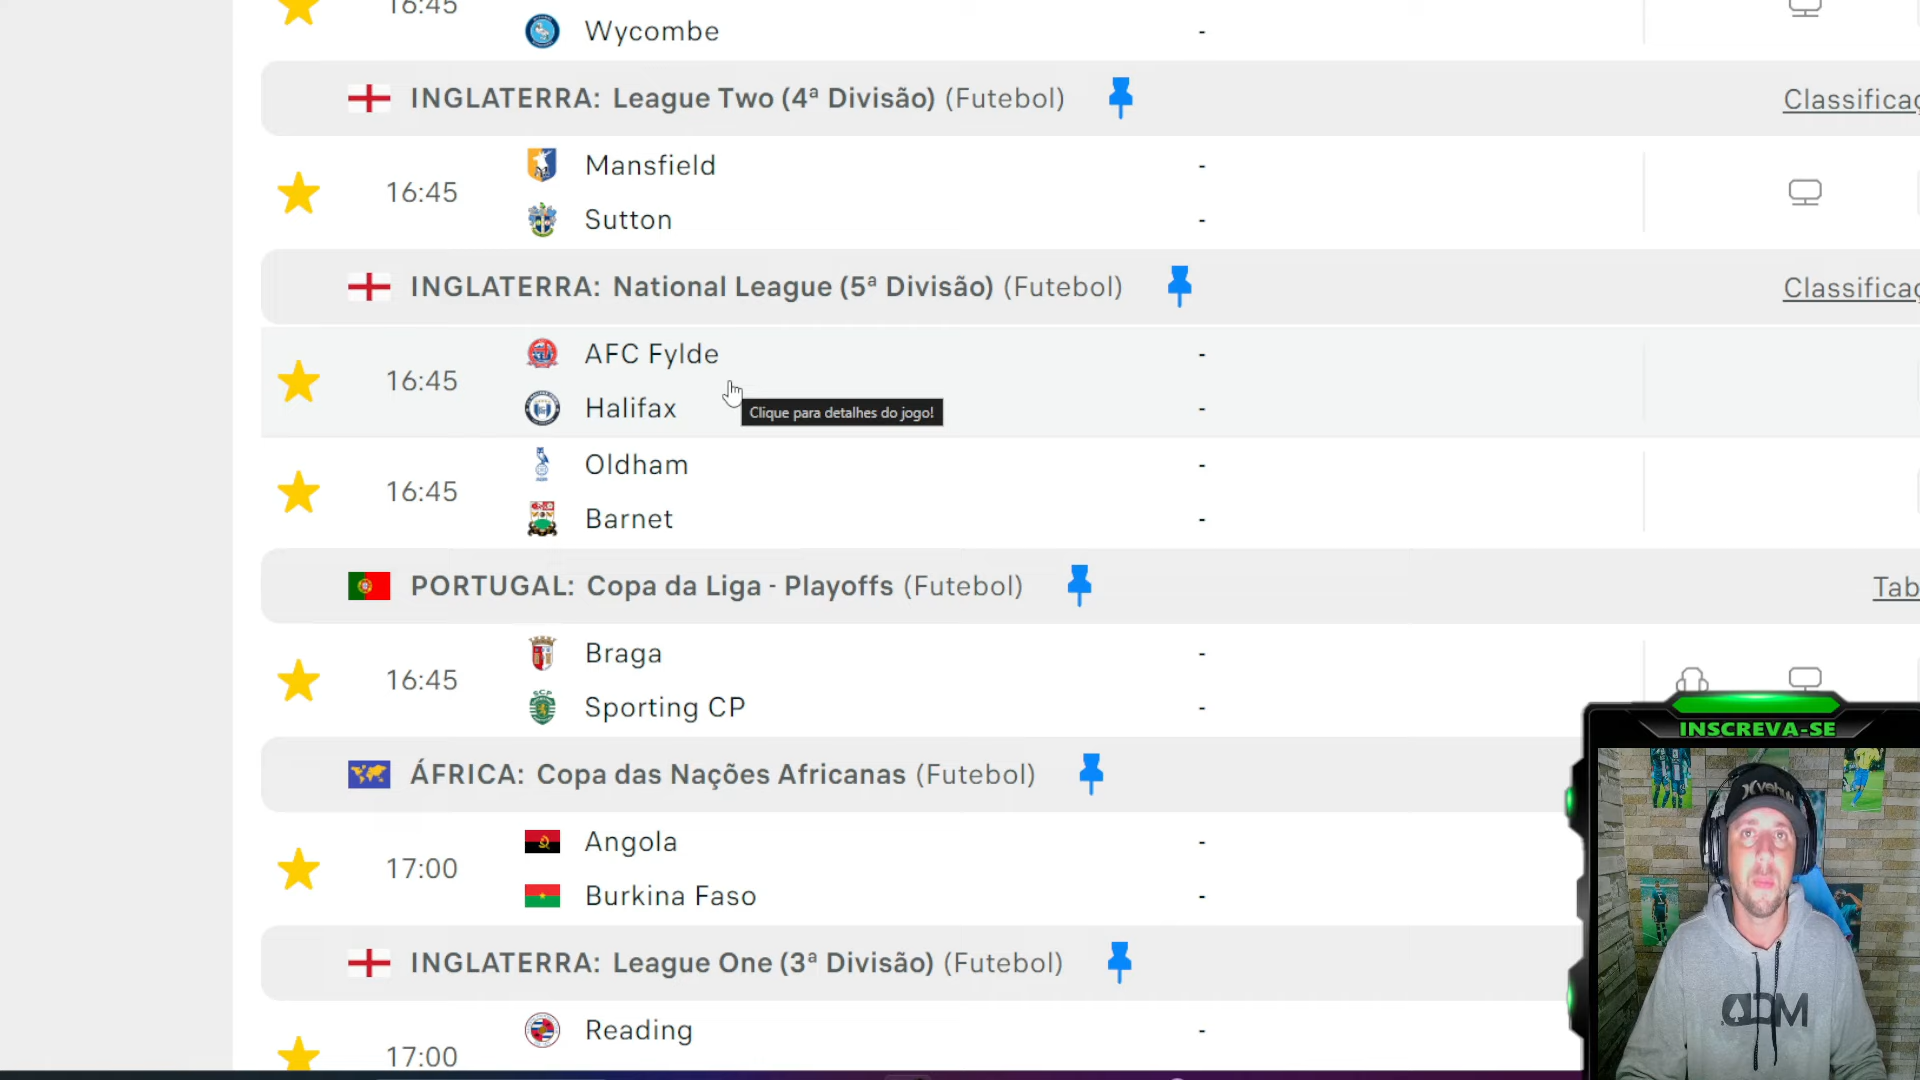 16:45
Wycombe
-
INGLATERRA: League Two (4ª Divisão) (Futebol)
Classificaç
Mansfield
-
16:45
Sutton
-
INGLATERRA: National League (5ª Divisão) (Futebol)
Classificaç
AFC Fylde
-
16:45
Halifax
-
Clique para detalhes do jogo!
Oldham
-
16:45
Barnet
-
PORTUGAL: Copa da Liga - Playoffs (Futebol)
Tab
Braga
-
16:45
Sporting CP
-
INSCREVA-SE
ÁFRICA: Copa das Nações Africanas (Futebol)
Angola
-
17:00
Burkina Faso
-
INGLATERRA: League One (3ª Divisão) (Futebol)
Reading
-
17:00